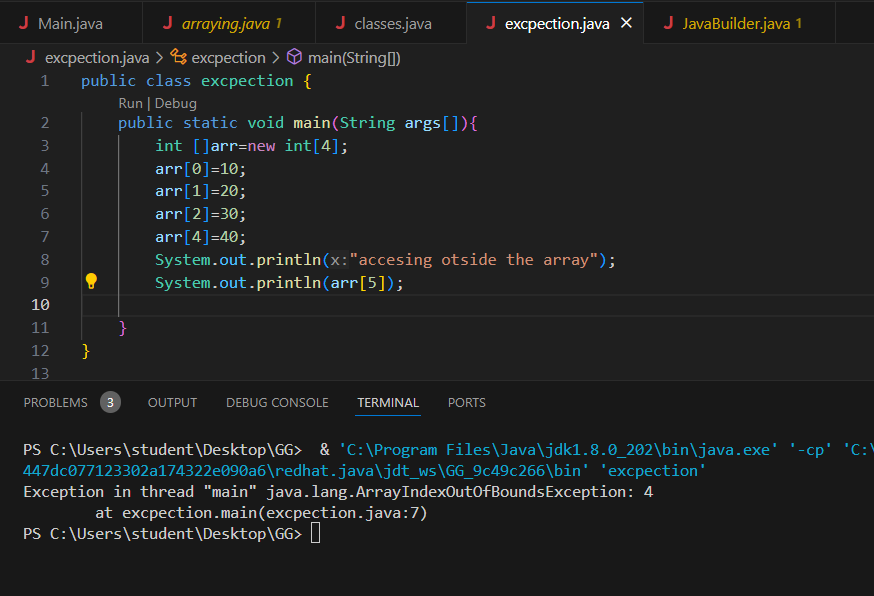 J Main.java J arraying.java 1 J classes.java J excpection.java × J JavaBuilder.java 1
J excpection.java > excpection > main(String[])
1 public class excpection {
Run | Debug
2 public static void main(String args[]){
3 int []arr=new int[4];
4 arr[0]=10;
5 arr[1]=20;
6 arr[2]=30;
7 arr[4]=40;
8 System.out.println(x:"accesing otside the array");
9 System.out.println(arr[5]);
10
11 }
12 }
13
PROBLEMS 3 OUTPUT DEBUG CONSOLE TERMINAL PORTS
PS C:\Users\student\Desktop\GG> & 'C:\Program Files\Java\jdk1.8.0_202\bin\java.exe' '-cp' 'C:\
447dc077123302a174322e090a6\redhat.java\jdt_ws\GG_9c49c266\bin' 'excpection'
Exception in thread "main" java.lang.ArrayIndexOutOfBoundsException: 4
at excpection.main(excpection.java:7)
PS C:\Users\student\Desktop\GG>